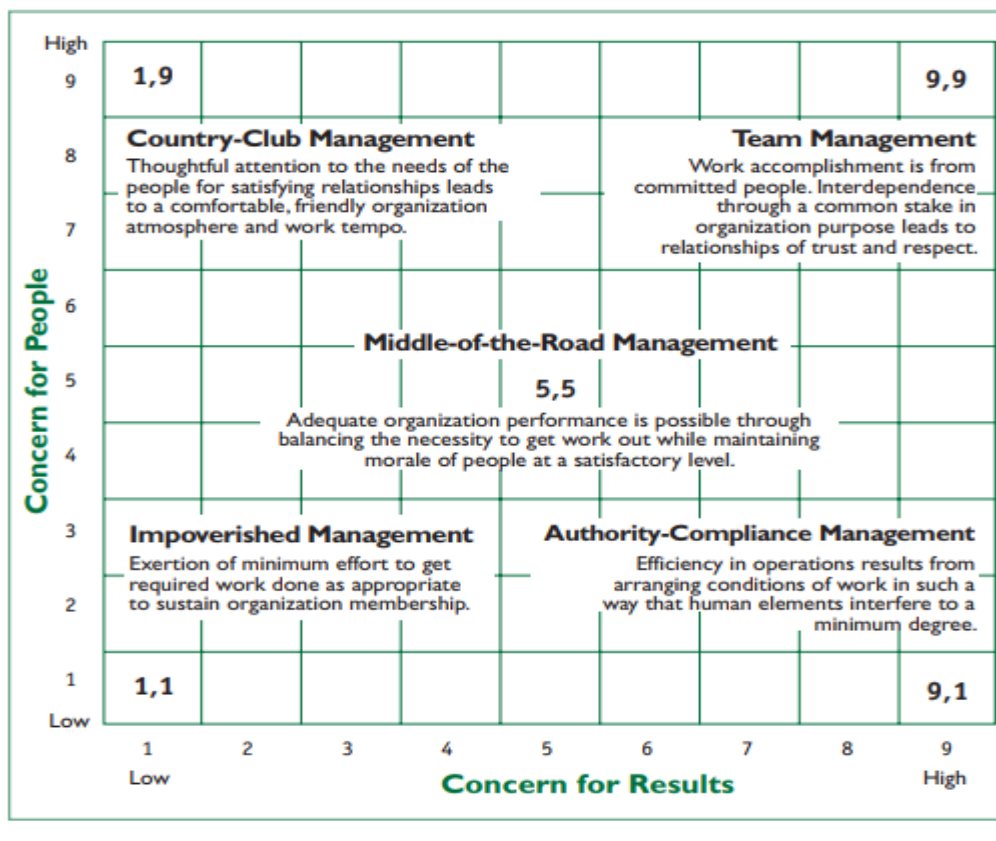 High
9
1,9
9,9
8
Country-Club Management
Thoughtful attention to the needs of the
people for satisfying relationships leads
to a comfortable, friendly organization
atmosphere and work tempo.
Team Management
Work accomplishment is from
committed people. Interdependence
through a common stake in
organization purpose leads to
relationships of trust and respect.
7
6
Concern for People
Middle-of-the-Road Management
5
5,5
Adequate organization performance is possible through
balancing the necessity to get work out while maintaining
morale of people at a satisfactory level.
4
3
Impoverished Management
Exertion of minimum effort to get
required work done as appropriate
to sustain organization membership.
Authority-Compliance Management
Efficiency in operations results from
arranging conditions of work in such a
way that human elements interfere to a
minimum degree.
2
1
Low
1,1
9,1
1 2 3 4 5 6 7 8 9
Low
High
Concern for Results